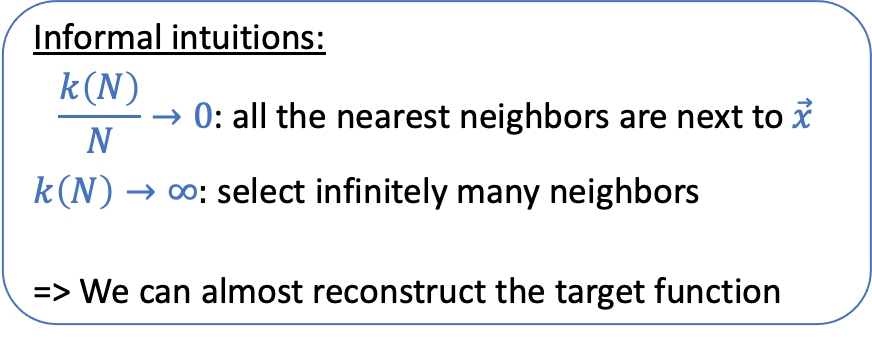 Informal intuitions:
k(N)/N → 0: all the nearest neighbors are next to x⃗
k(N) → ∞: select infinitely many neighbors
=> We can almost reconstruct the target function